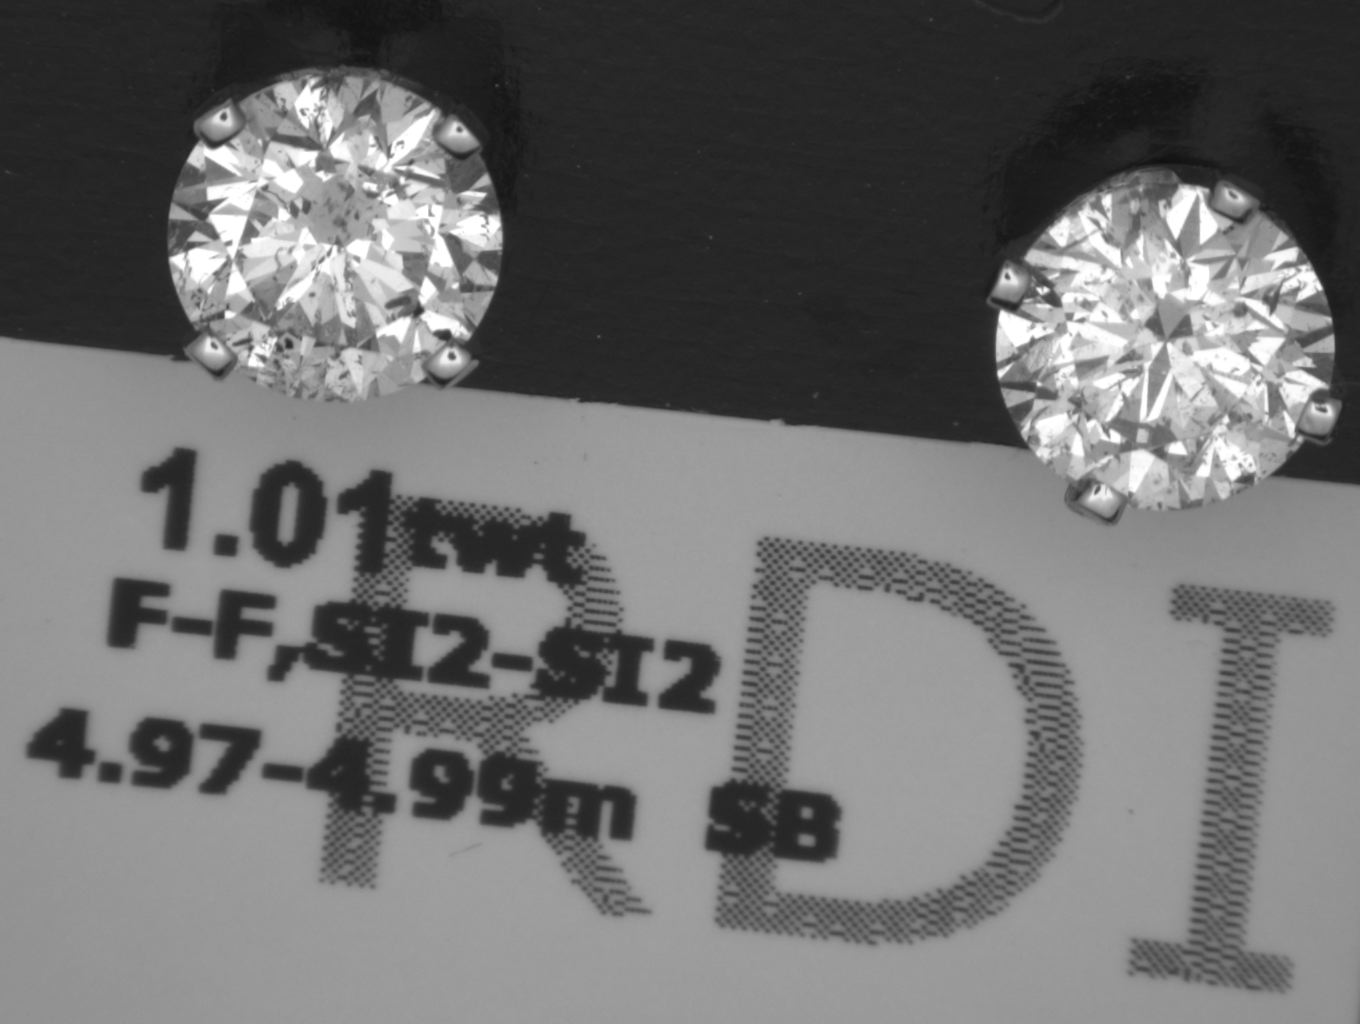 1.01twt
F-F,SI2-SI2
4.97-4.99m SB
RDI